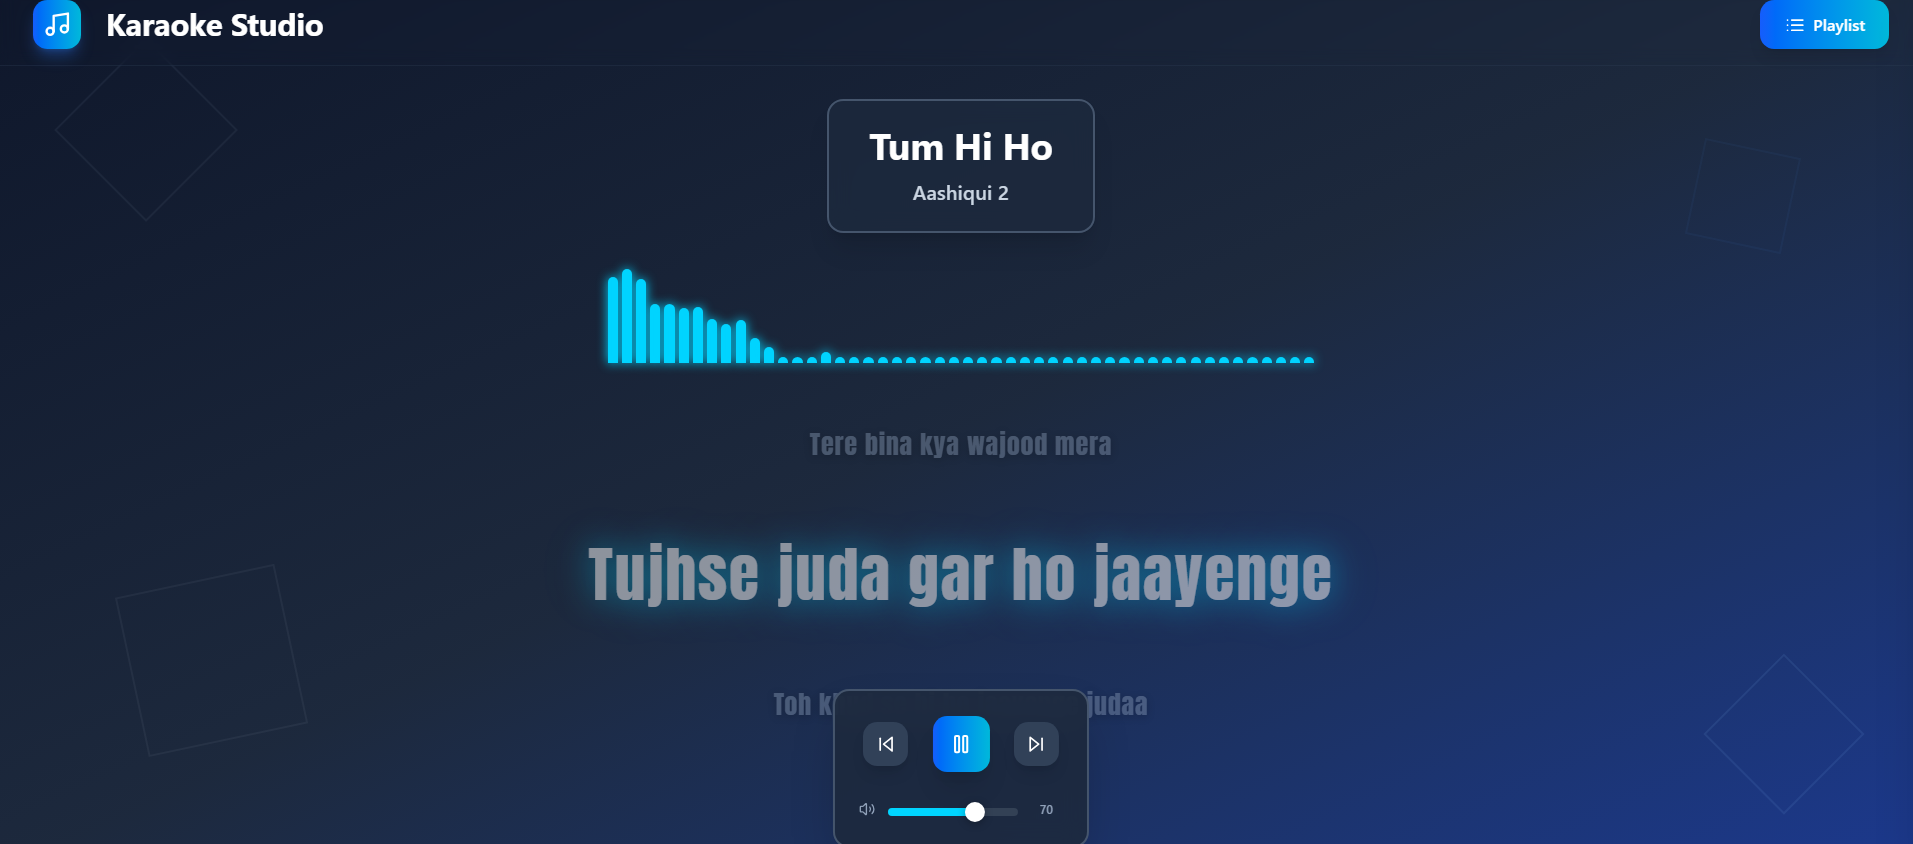 Karaoke Studio
Playlist
Tum Hi Ho
Aashiqui 2
Tere bina kya wajood mera
Tujhse juda gar ho jaayenge
Toh judaa
70